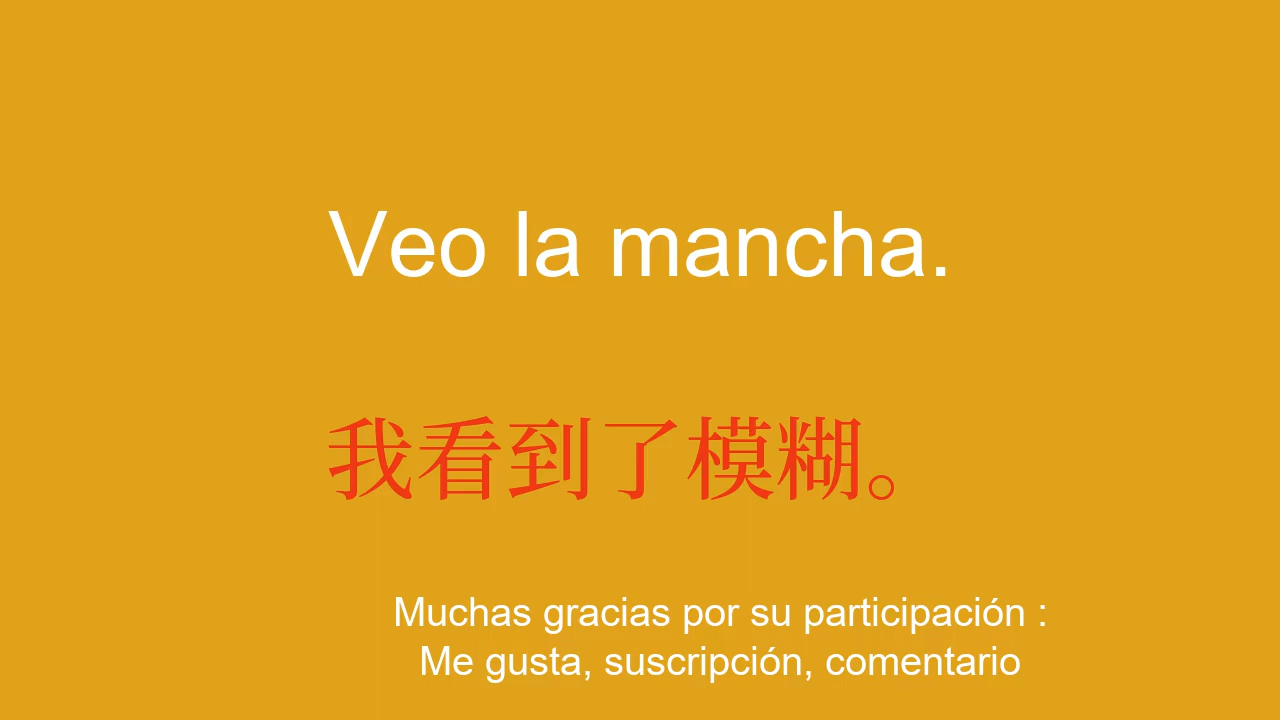 Veo la mancha.
我看到了模糊。
Muchas gracias por su participación :
Me gusta, suscripción, comentario